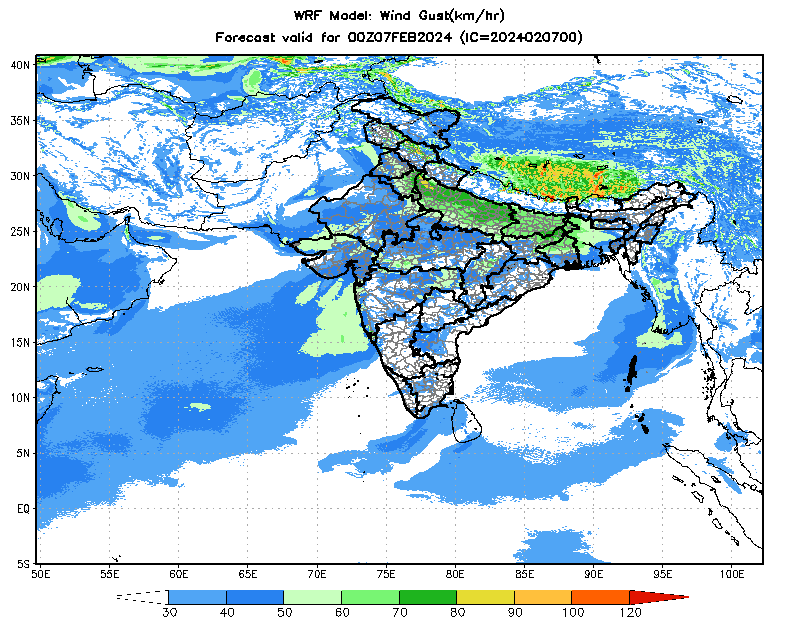 WRF Model: Wind Gust(km/hr)
Forecast valid for 00Z07FEB2024 (IC=2024020700)
40N
35N
30N
25N
20N
15N
10N
5N
EQ
5S
50E 55E 60E 65E 70E 75E 80E 85E 90E 95E 100E
30 40 50 60 70 80 90 100 120